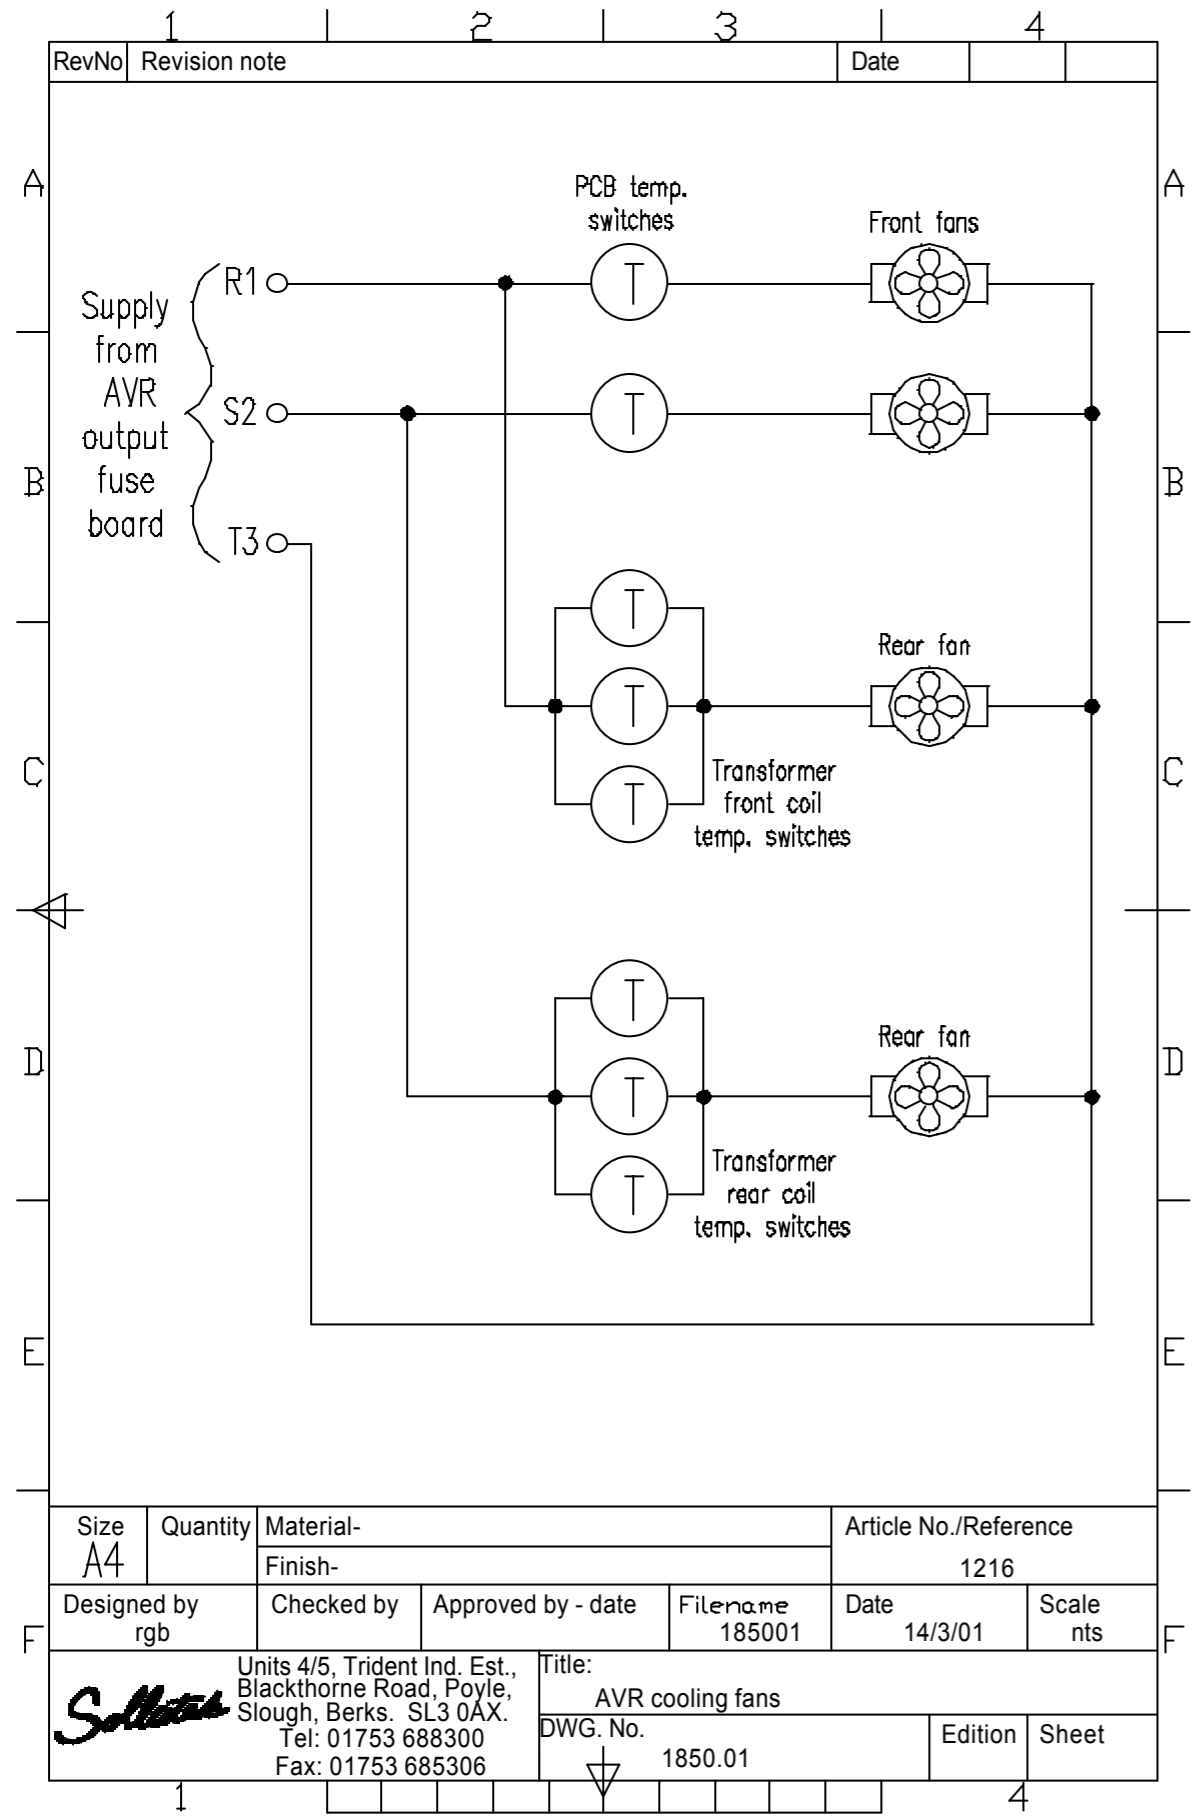 1 2 3 4
RevNo Revision note Date
A A
PCB temp.
switches
Front fans
R1
Supply
from
AVR
output
fuse
board
S2
T3
B B
T
T
T
T
T
Rear fan
C C
Transformer
front coil
temp. switches
T
T
T
Rear fan
D D
Transformer
rear coil
temp. switches
E E
Size Quantity Material- Article No./Reference
A4 Finish- 1216
Designed by Checked by Approved by - date Filename Date Scale
rgb 185001 14/3/01 nts
F F
Sollatek
Units 4/5, Trident Ind. Est.,
Blackthorne Road, Poyle,
Slough, Berks. SL3 0AX.
Tel: 01753 688300
Fax: 01753 685306
Title:
AVR cooling fans
DWG. No. Edition Sheet
1850.01
1 4